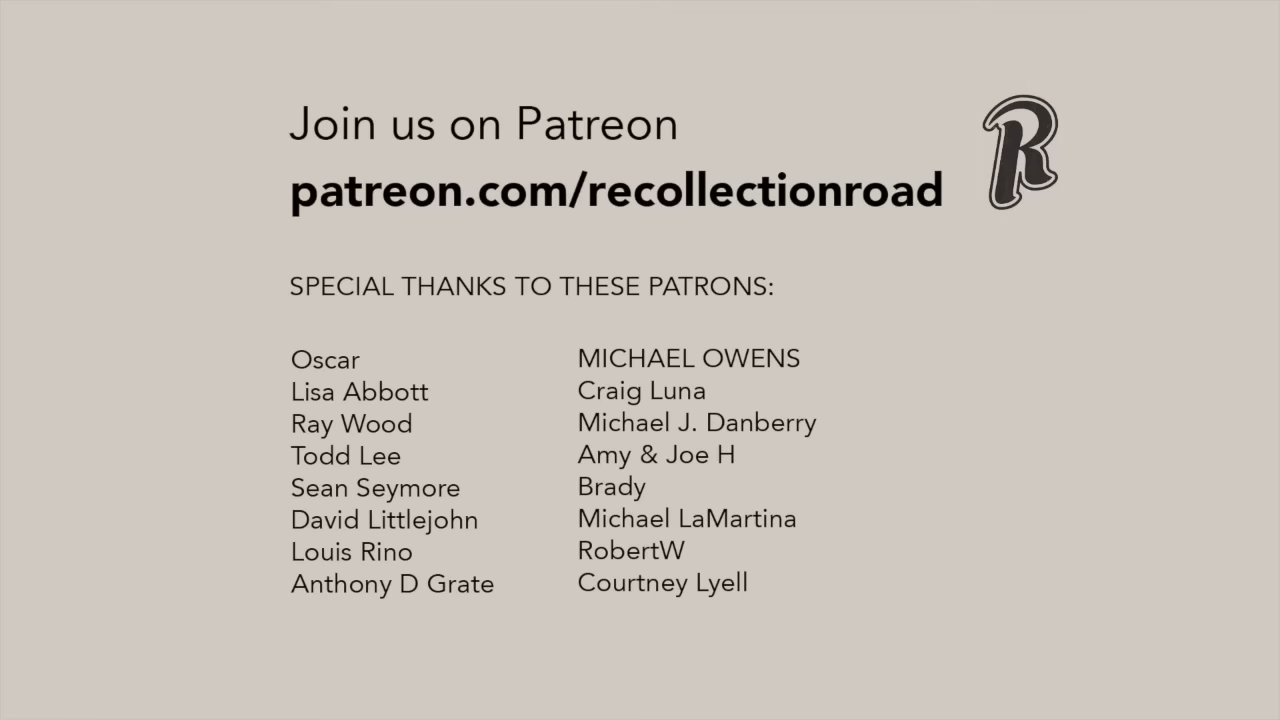 Join us on Patreon
patreon.com/recollectionroad
R
SPECIAL THANKS TO THESE PATRONS:
Oscar
Lisa Abbott
Ray Wood
Todd Lee
Sean Seymore
David Littlejohn
Louis Rino
Anthony D Grate
MICHAEL OWENS
Craig Luna
Michael J. Danberry
Amy & Joe H
Brady
Michael LaMartina
RobertW
Courtney Lyell